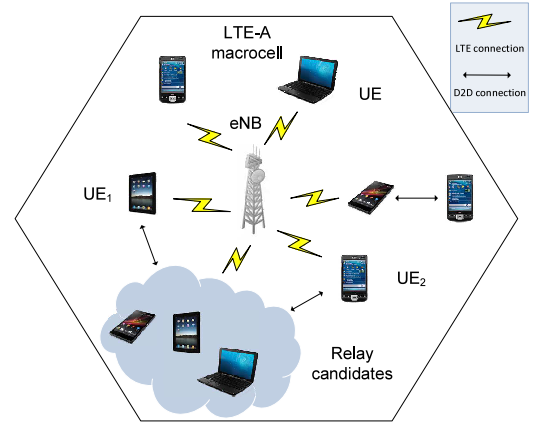 LTE-A
macrocell
UE
eNB
UE₁
UE₂
Relay
candidates
LTE connection
D2D connection